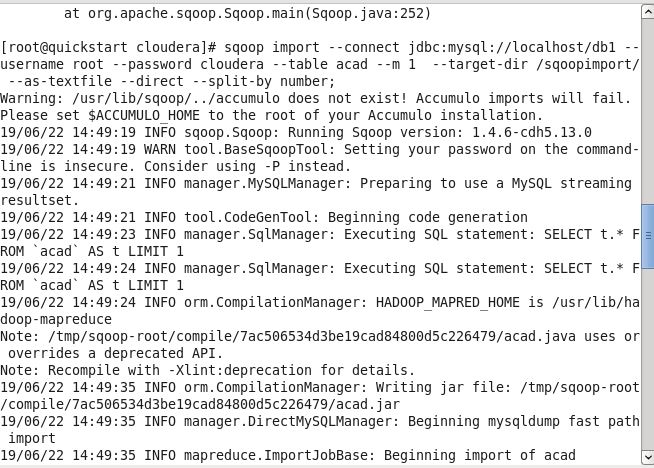 at org.apache.sqoop.Sqoop.main(Sqoop.java:252)
[root@quickstart cloudera]# sqoop import --connect jdbc:mysql://localhost/db1 --
username root --password cloudera --table acad --m 1  --target-dir /sqoopimport/
 --as-textfile --direct --split-by number;
Warning: /usr/lib/sqoop/../accumulo does not exist! Accumulo imports will fail.
Please set $ACCUMULO_HOME to the root of your Accumulo installation.
19/06/22 14:49:19 INFO sqoop.Sqoop: Running Sqoop version: 1.4.6-cdh5.13.0
19/06/22 14:49:19 WARN tool.BaseSqoopTool: Setting your password on the command-
line is insecure. Consider using -P instead.
19/06/22 14:49:21 INFO manager.MySQLManager: Preparing to use a MySQL streaming
resultset.
19/06/22 14:49:21 INFO tool.CodeGenTool: Beginning code generation
19/06/22 14:49:23 INFO manager.SqlManager: Executing SQL statement: SELECT t.* F
ROM `acad` AS t LIMIT 1
19/06/22 14:49:24 INFO manager.SqlManager: Executing SQL statement: SELECT t.* F
ROM `acad` AS t LIMIT 1
19/06/22 14:49:24 INFO orm.CompilationManager: HADOOP_MAPRED_HOME is /usr/lib/ha
doop-mapreduce
Note: /tmp/sqoop-root/compile/7ac506534d3be19cad84800d5c226479/acad.java uses or
 overrides a deprecated API.
Note: Recompile with -Xlint:deprecation for details.
19/06/22 14:49:35 INFO orm.CompilationManager: Writing jar file: /tmp/sqoop-root
/compile/7ac506534d3be19cad84800d5c226479/acad.jar
19/06/22 14:49:35 INFO manager.DirectMySQLManager: Beginning mysqldump fast path
 import
19/06/22 14:49:35 INFO mapreduce.ImportJobBase: Beginning import of acad